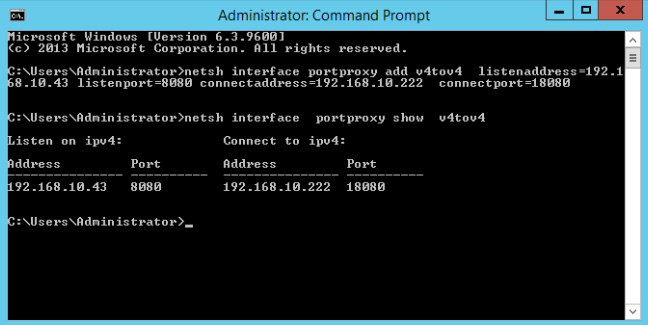 Administrator: Command Prompt
Microsoft Windows [Version 6.3.9600]
(c) 2013 Microsoft Corporation. All rights reserved.
C:\Users\Administrator>netsh interface portproxy add v4tov4  listenaddress=192.1
68.10.43 listenport=8080 connectaddress=192.168.10.222  connectport=18080
C:\Users\Administrator>netsh interface  portproxy show  v4tov4
Listen on ipv4:             Connect to ipv4:
Address         Port        Address         Port
--------------- ----------  --------------- ----------
192.168.10.43   8080        192.168.10.222  18080
C:\Users\Administrator>_